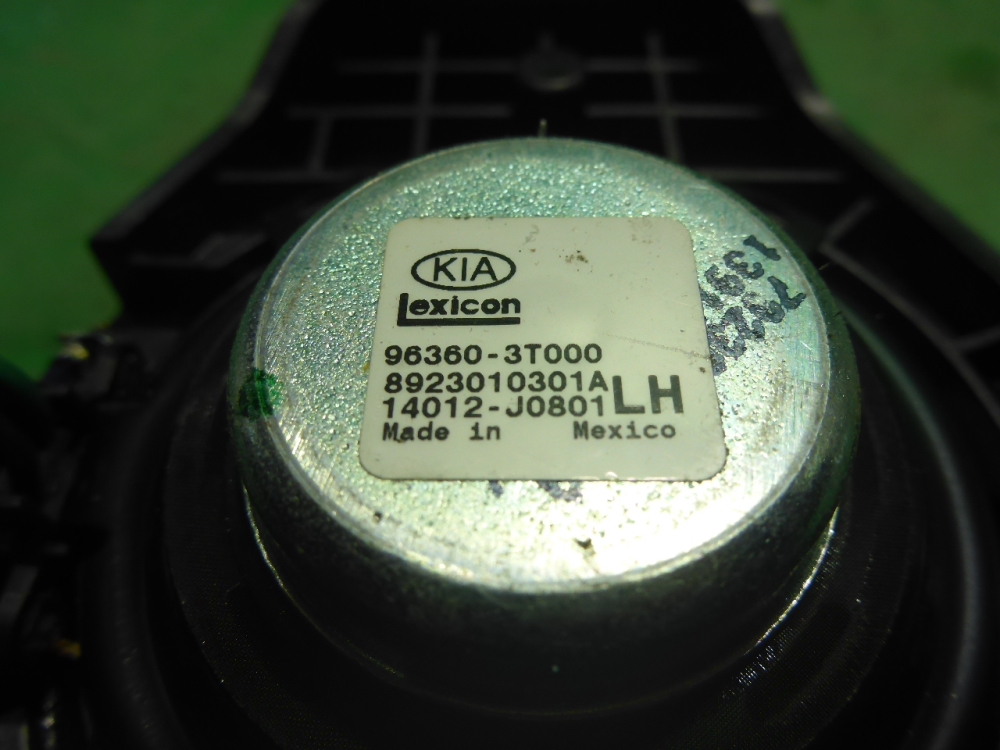 KIA
Lexicon
96360-3T000
8923010301A
14012-J0801 LH
Made in Mexico